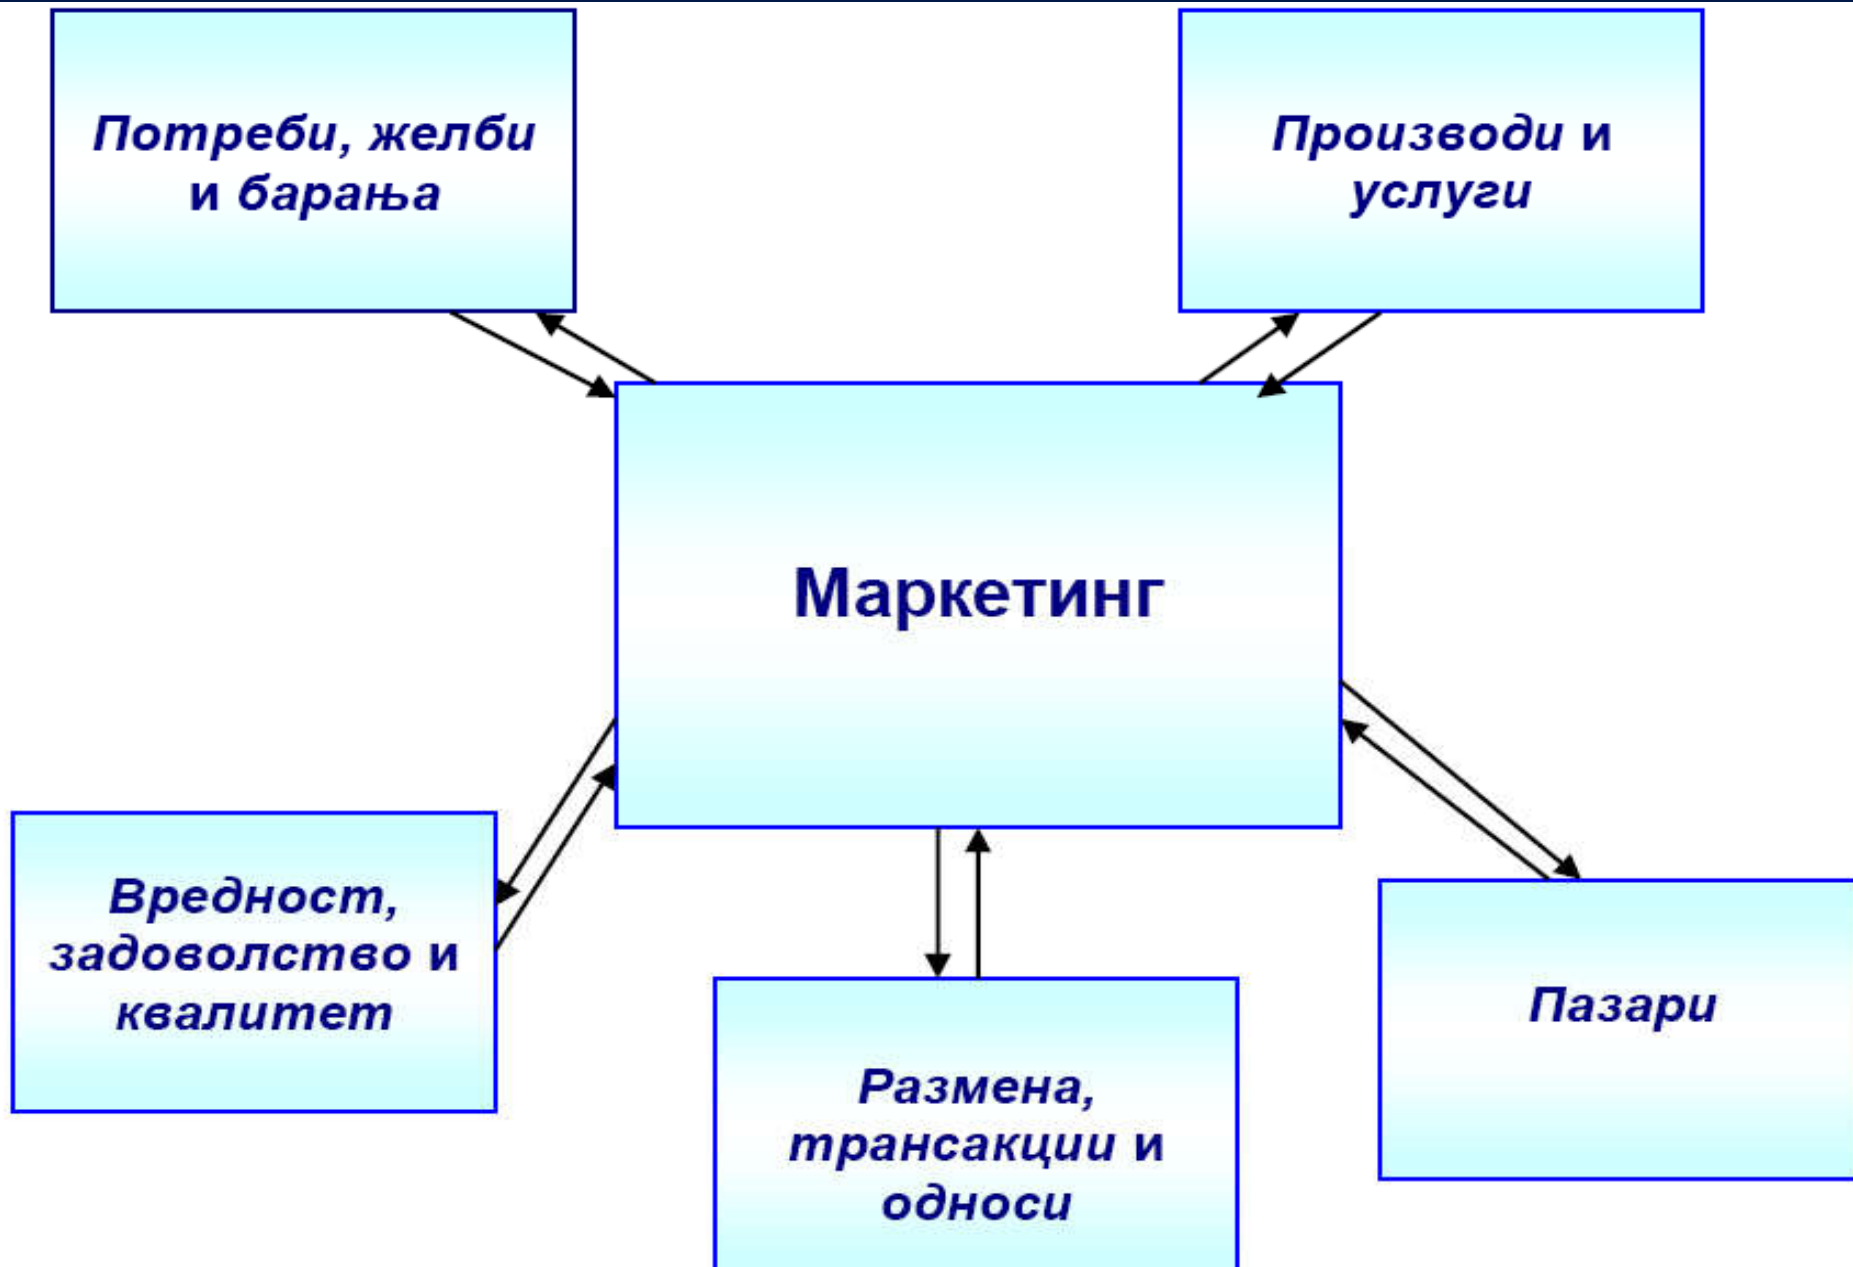 Потреби, желби
и барања
Производи и
услуги
Маркетинг
Вредност,
задоволство и
квалитет
Размена,
трансакции и
односи
Пазари